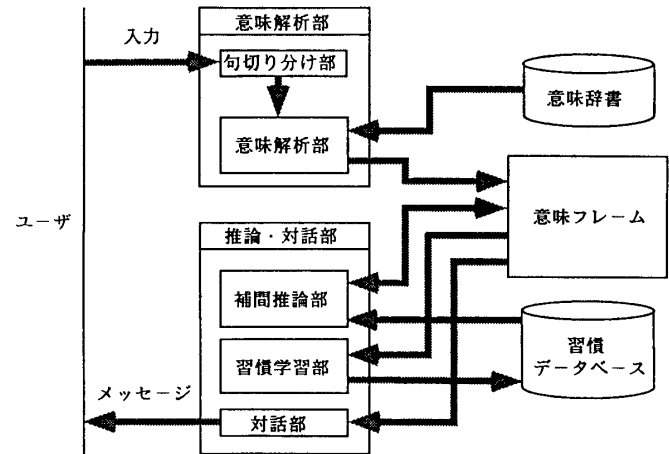 意味解析部
入力
句切り分け部
意味辞書
意味解析部
ユーザ
意味フレーム
推論・対話部
補間推論部
習慣
データベース
習慣学習部
メッセージ
対話部